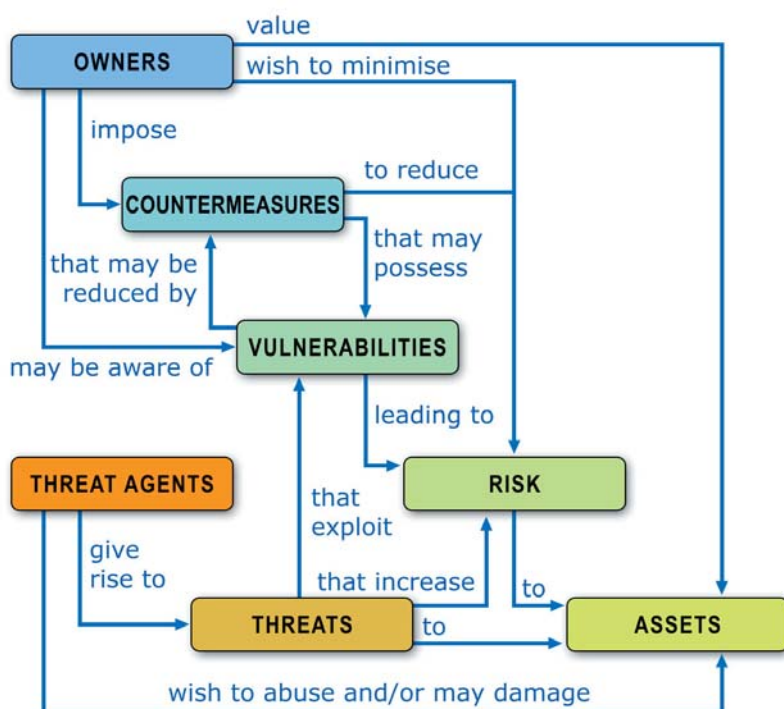 value
OWNERS
wish to minimise
impose
to reduce
COUNTERMEASURES
that may
possess
that may be
reduced by
VULNERABILITIES
may be aware of
leading to
THREAT AGENTS
RISK
that
exploit
give
rise to
that increase
to
THREATS
to
ASSETS
wish to abuse and/or may damage